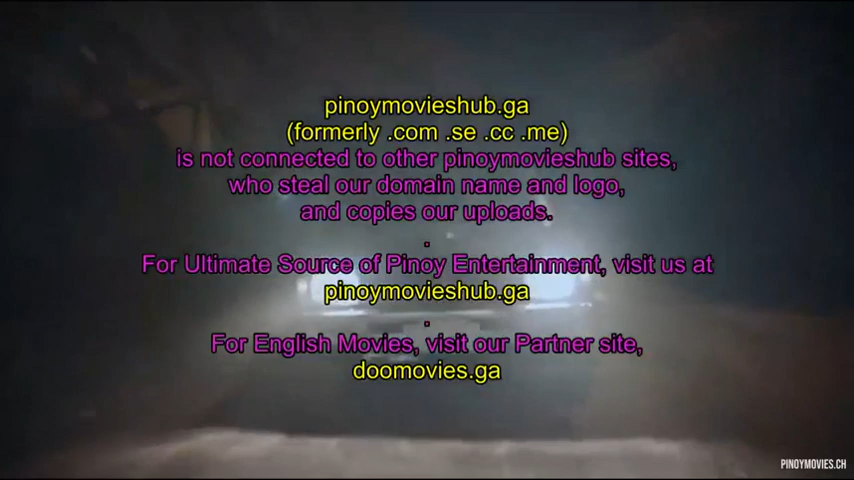 pinoymovieshub.ga
(formerly .com .se .cc .me)
is not connected to other pinoymovieshub sites,
who steal our domain name and logo,
and copies our uploads.
.
For Ultimate Source of Pinoy Entertainment, visit us at
pinoymovieshub.ga
.
For English Movies, visit our Partner site,
doomovies.ga
PINOYMOVIES.CH